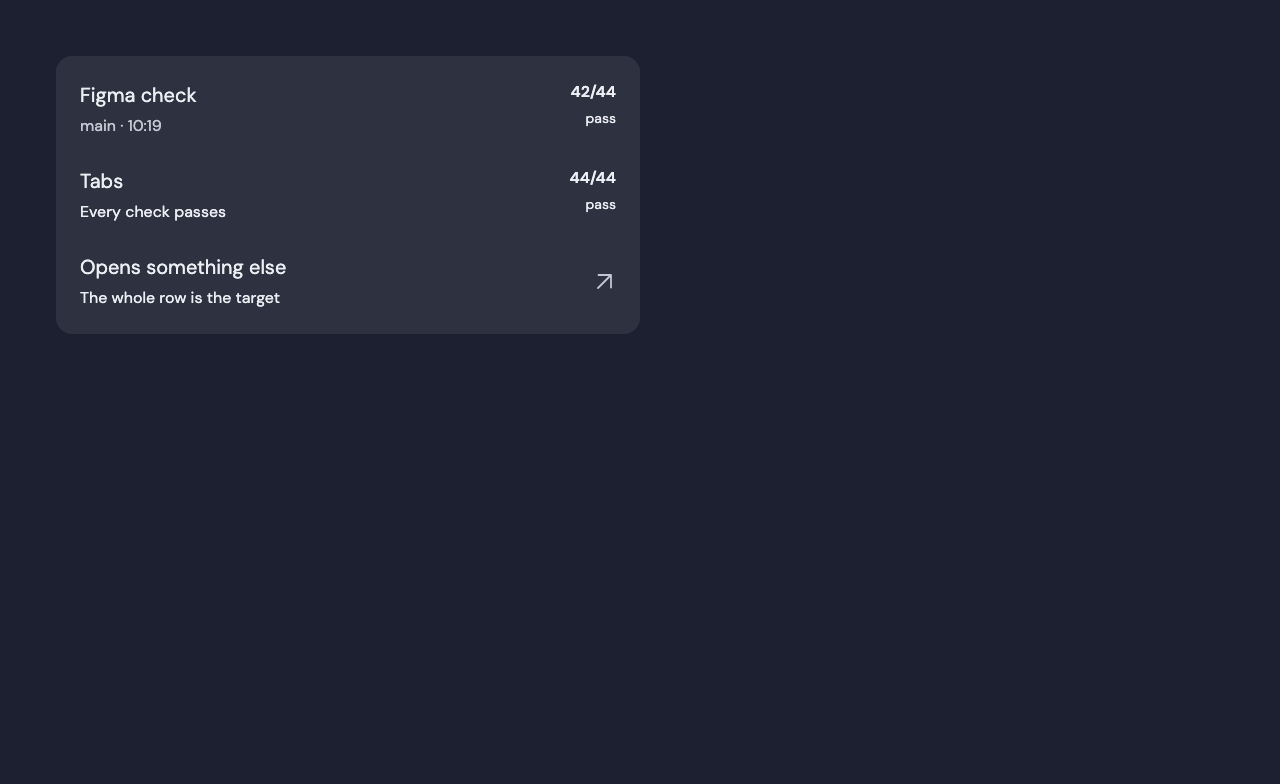 Figma check
42/44
main · 10:19
pass
Tabs
44/44
Every check passes
pass
Opens something else
The whole row is the target